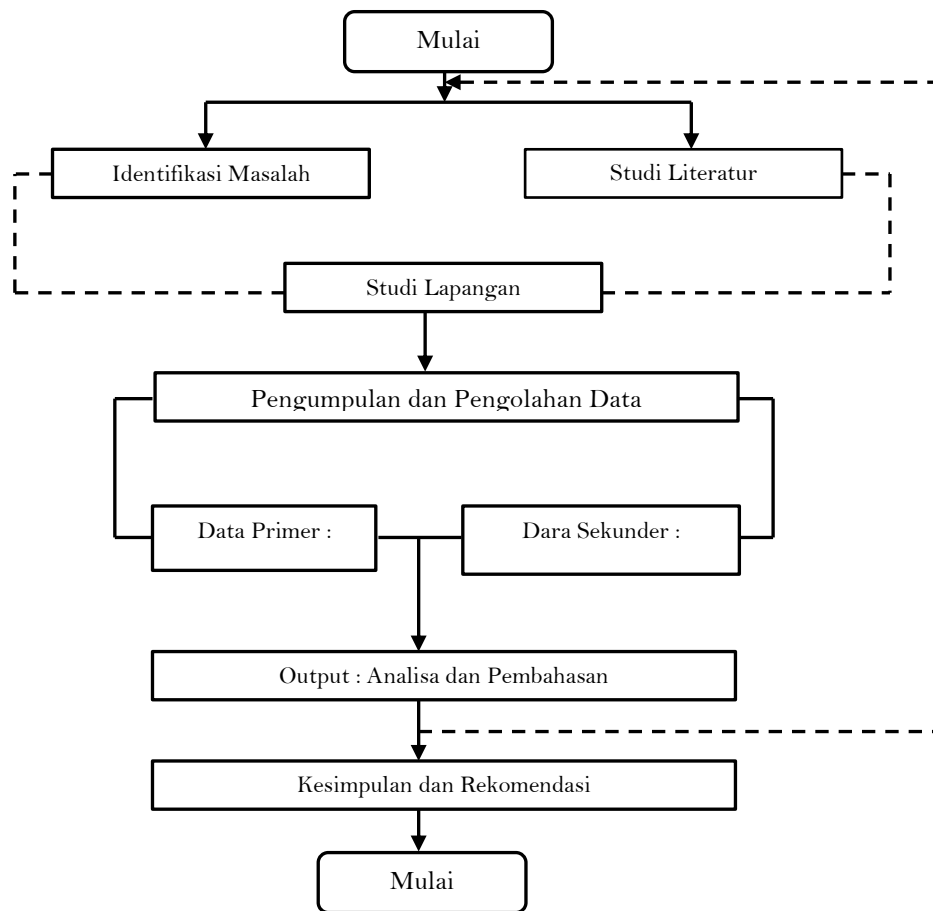 Mulai
Identifikasi Masalah
Studi Literatur
Studi Lapangan
Pengumpulan dan Pengolahan Data
Data Primer :
Dara Sekunder :
Output : Analisa dan Pembahasan
Kesimpulan dan Rekomendasi
Mulai